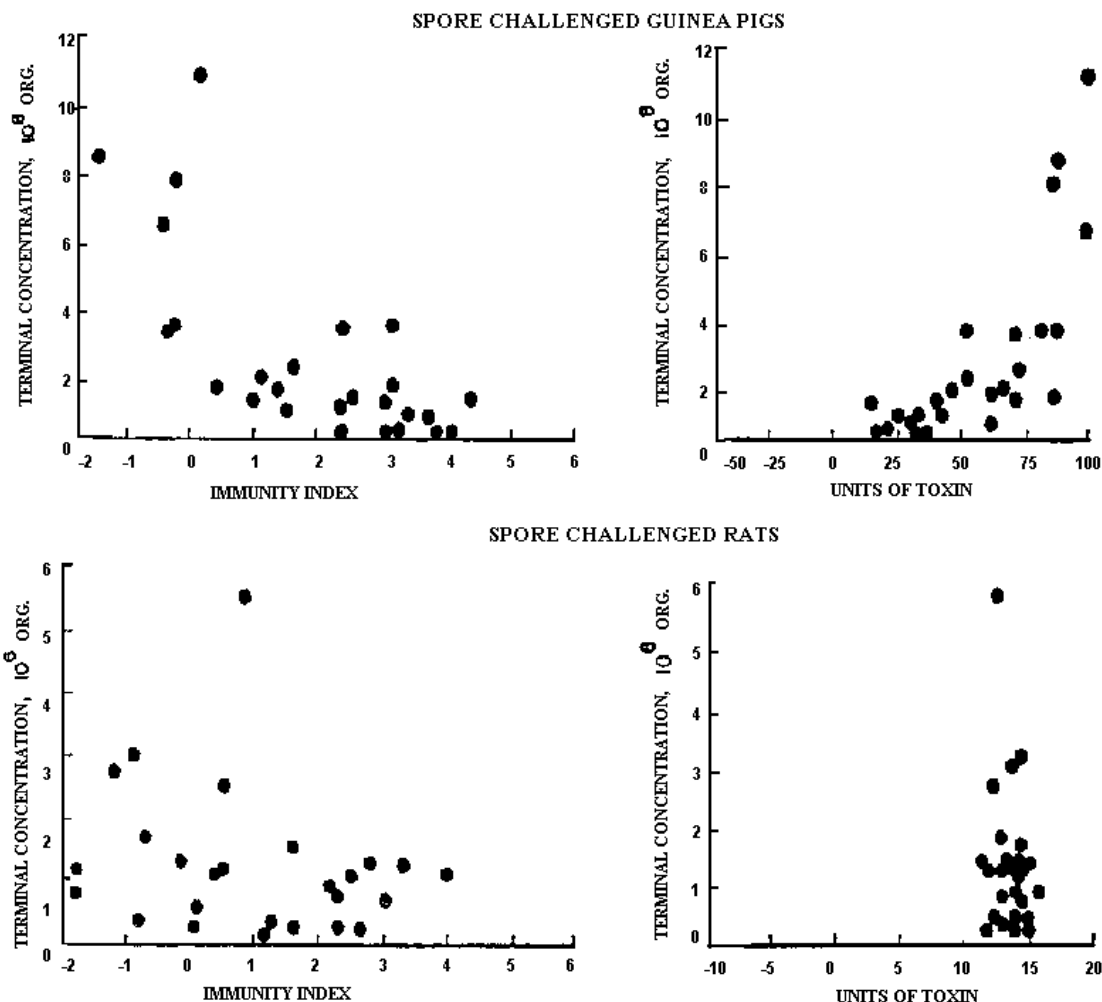 SPORE CHALLENGED GUINEA PIGS
TERMINAL CONCENTRATION, 10⁸ ORG.
12
10
8
6
4
2
0
-2 -1 0 1 2 3 4 5 6
IMMUNITY INDEX
TERMINAL CONCENTRATION, 10⁸ ORG.
12
10
8
6
4
2
0
-50 -25 0 25 50 75 100
UNITS OF TOXIN
SPORE CHALLENGED RATS
TERMINAL CONCENTRATION, 10⁶ ORG.
6
5
4
3
2
1
0
-2 -1 0 1 2 3 4 5 6
IMMUNITY INDEX
TERMINAL CONCENTRATION, 10⁸ ORG.
6
5
4
3
2
1
0
-10 -5 0 5 10 15 20
UNITS OF TOXIN